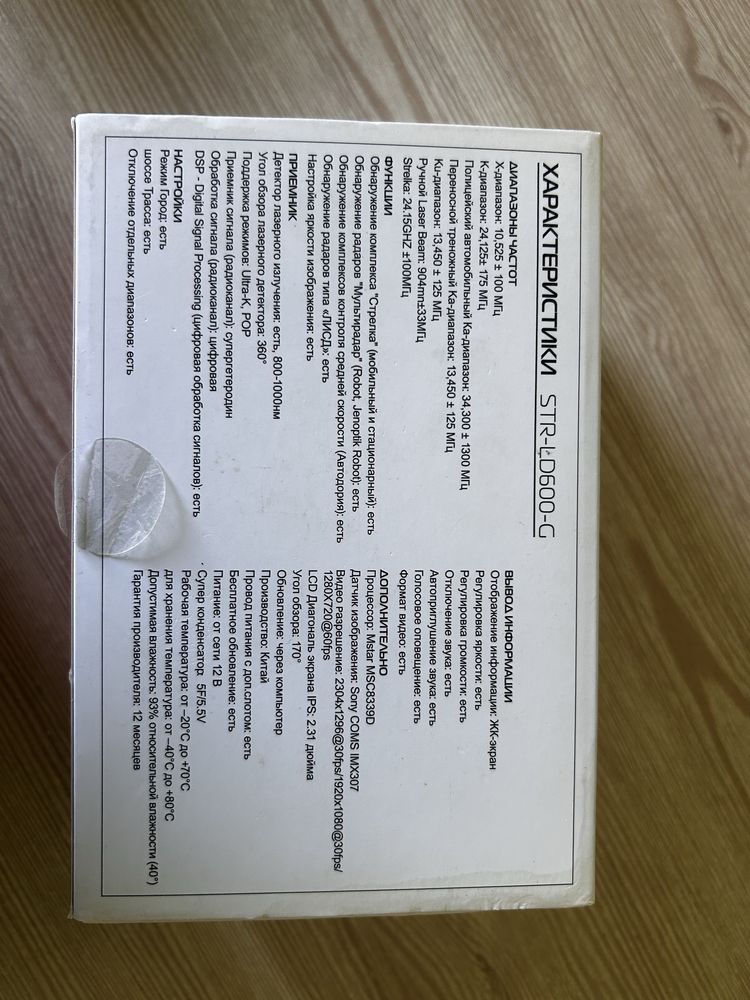 ХАРАКТЕРИСТИКИ STR-LD600-G
ДИАПАЗОНЫ ЧАСТОТ
Х-диапазон: 10,525 ± 100 МГц
К-диапазон: 24,125± 175 МГц
Полицейский автомобильный Ка-диапазон: 34,300 ± 1300 МГц
Переносной треножный Ка-диапазон: 13,450 ± 125 МГц
Ku-диапазон: 13,450 ± 125 МГц
Ручной Laser Beam: 904mn±33МГц
Strelka: 24.15GHZ ±100МГц
ФУНКЦИИ
Обнаружение комплекса "Стрелка" (мобильный и стационарный): есть
Обнаружение радаров "Мультирадар" (Robot, Jenoptik Robot): есть
Обнаружение комплексов контроля средней скорости (Автодория): есть
Обнаружение радаров типа «ЛИСД»: есть
Настройка яркости изображения: есть
ПРИЕМНИК
Детектор лазерного излучения: есть, 800-1000нм
Угол обзора лазерного детектора: 360°
Поддержка режимов: Ultra-K, POP
Приемник сигнала (радиоканал): супергетеродин
Обработка сигнала (радиоканал): цифровая
DSP - Digital Signal Processing (цифровая обработка сигналов): есть
НАСТРОЙКИ
Режим Город: есть
шоссе Трасса: есть
Отключение отдельных диапазонов: есть
ВЫВОД ИНФОРМАЦИИ
Отображение информации: ЖК-экран
Регулировка яркости: есть
Регулировка громкости: есть
Отключение звука: есть
Автоприглушение звука: есть
Голосовое оповещение: есть
Формат видео: есть
ДОПОЛНИТЕЛЬНО
Процессор: Mstar MSC8339D
Датчик изображения: Sony COMS IMX307
Видео разрешение: 2304x1296@30fps/1920x1080@30fps/
1280X720@60fps
LCD Диагональ экрана IPS: 2.31 дюйма
Угол обзора: 170°
Обновление: через компьютер
Производство: Китай
Провод питания с доп.слотом: есть
Бесплатное обновление: есть
Питание: от сети 12 В
Супер конденсатор 5F/5.5V
Рабочая температура: от –20°C до +70°C
для хранения температура: от –40°C до +80°C
Допустимая влажность: 93% относительной влажности (40°)
Гарантия производителя: 12 месяцев